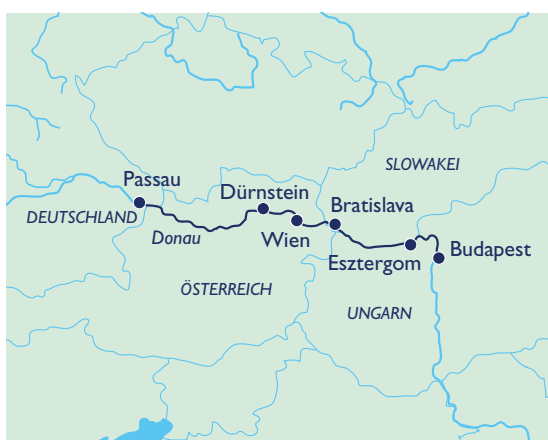 SLOWAKEI
Passau
Dürnstein
Bratislava
DEUTSCHLAND
Donau
Wien
Esztergom
Budapest
ÖSTERREICH
UNGARN